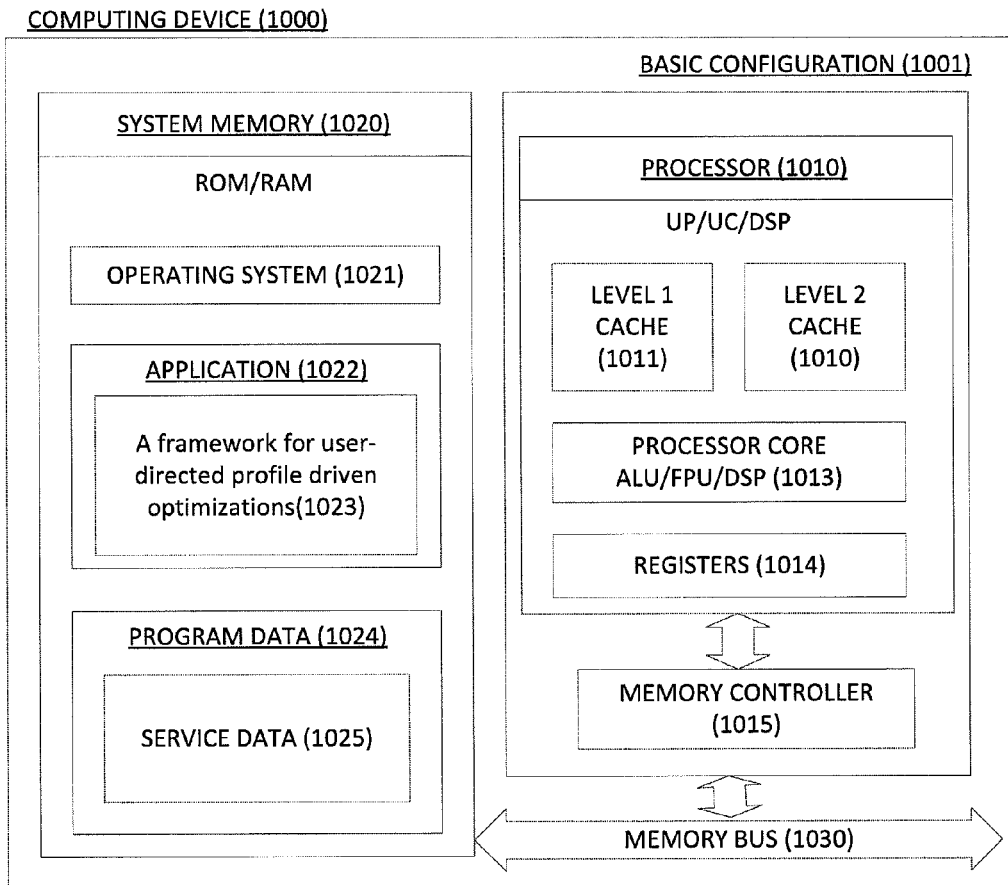 COMPUTING DEVICE (1000)
BASIC CONFIGURATION (1001)
SYSTEM MEMORY (1020)
ROM/RAM
OPERATING SYSTEM (1021)
APPLICATION (1022)
A framework for user-
directed profile driven
optimizations(1023)
PROGRAM DATA (1024)
SERVICE DATA (1025)
PROCESSOR (1010)
UP/UC/DSP
LEVEL 1
CACHE
(1011)
LEVEL 2
CACHE
(1010)
PROCESSOR CORE
ALU/FPU/DSP (1013)
REGISTERS (1014)
MEMORY CONTROLLER
(1015)
MEMORY BUS (1030)